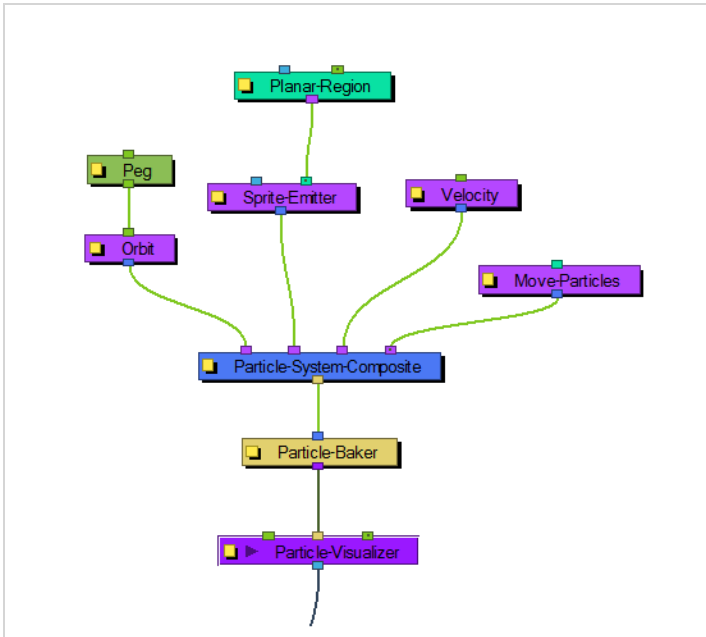 Planar-Region
Peg
Sprite-Emitter
Velocity
Orbit
Move-Particles
Particle-System-Composite
Particle-Baker
Particle-Visualizer